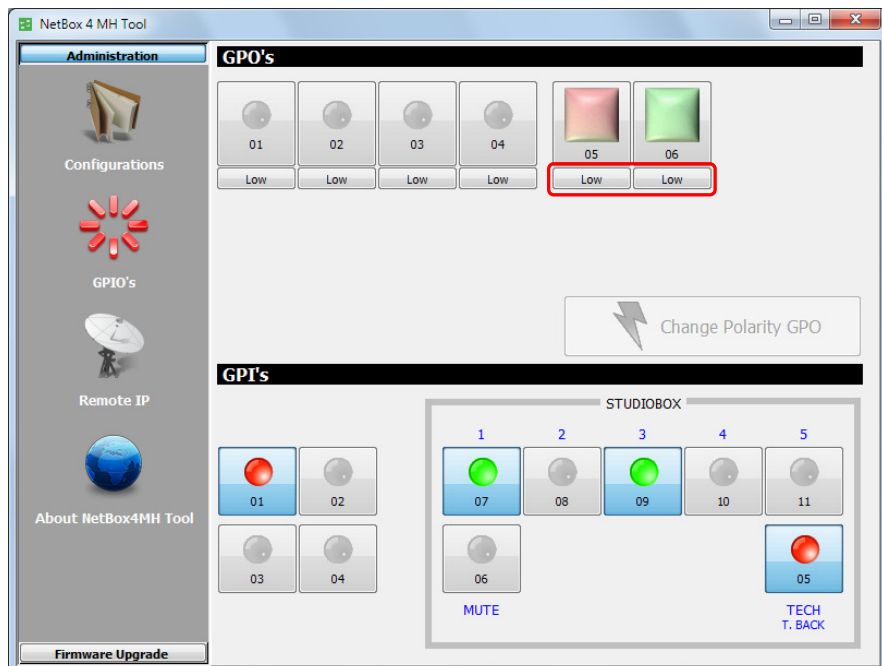 NetBox 4 MH Tool
Administration
Configurations
GPIO's
Remote IP
About NetBox4MH Tool
Firmware Upgrade
GPO's
01 02 03 04 05 06
Low Low Low Low Low Low
Change Polarity GPO
GPI's
STUDIOBOX
1 2 3 4 5
01 02 07 08 09 10 11
03 04 06 05
MUTE TECH
T. BACK